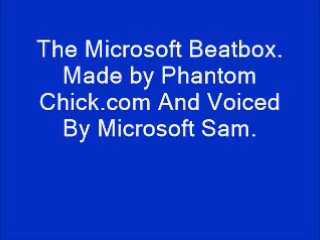 The Microsoft Beatbox.
Made by Phantom
Chick.com And Voiced
By Microsoft Sam.